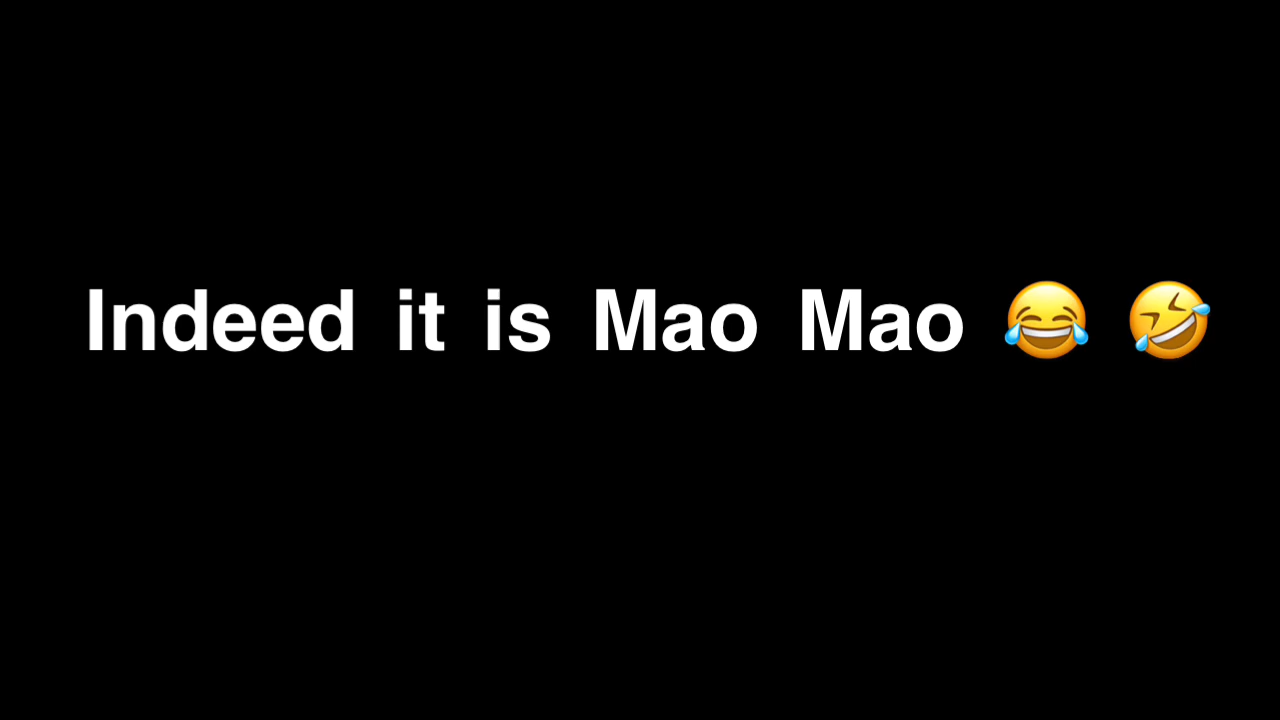 Indeed it is Mao Mao 😂 🤣